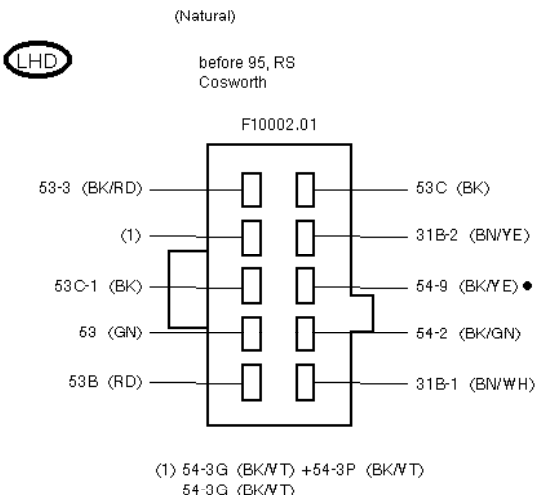 (Natural)
LHD
before 95, RS
Cosworth
F10002.01
53-3 (BK/RD)
53C (BK)
(1)
31B-2 (BN/YE)
53C-1 (BK)
54-9 (BK/YE)
53 (GN)
54-2 (BK/GN)
53B (RD)
31B-1 (BN/WH)
(1) 54-3G (BK/VT) +54-3P (BK/VT)
54-3G (BK/VT)